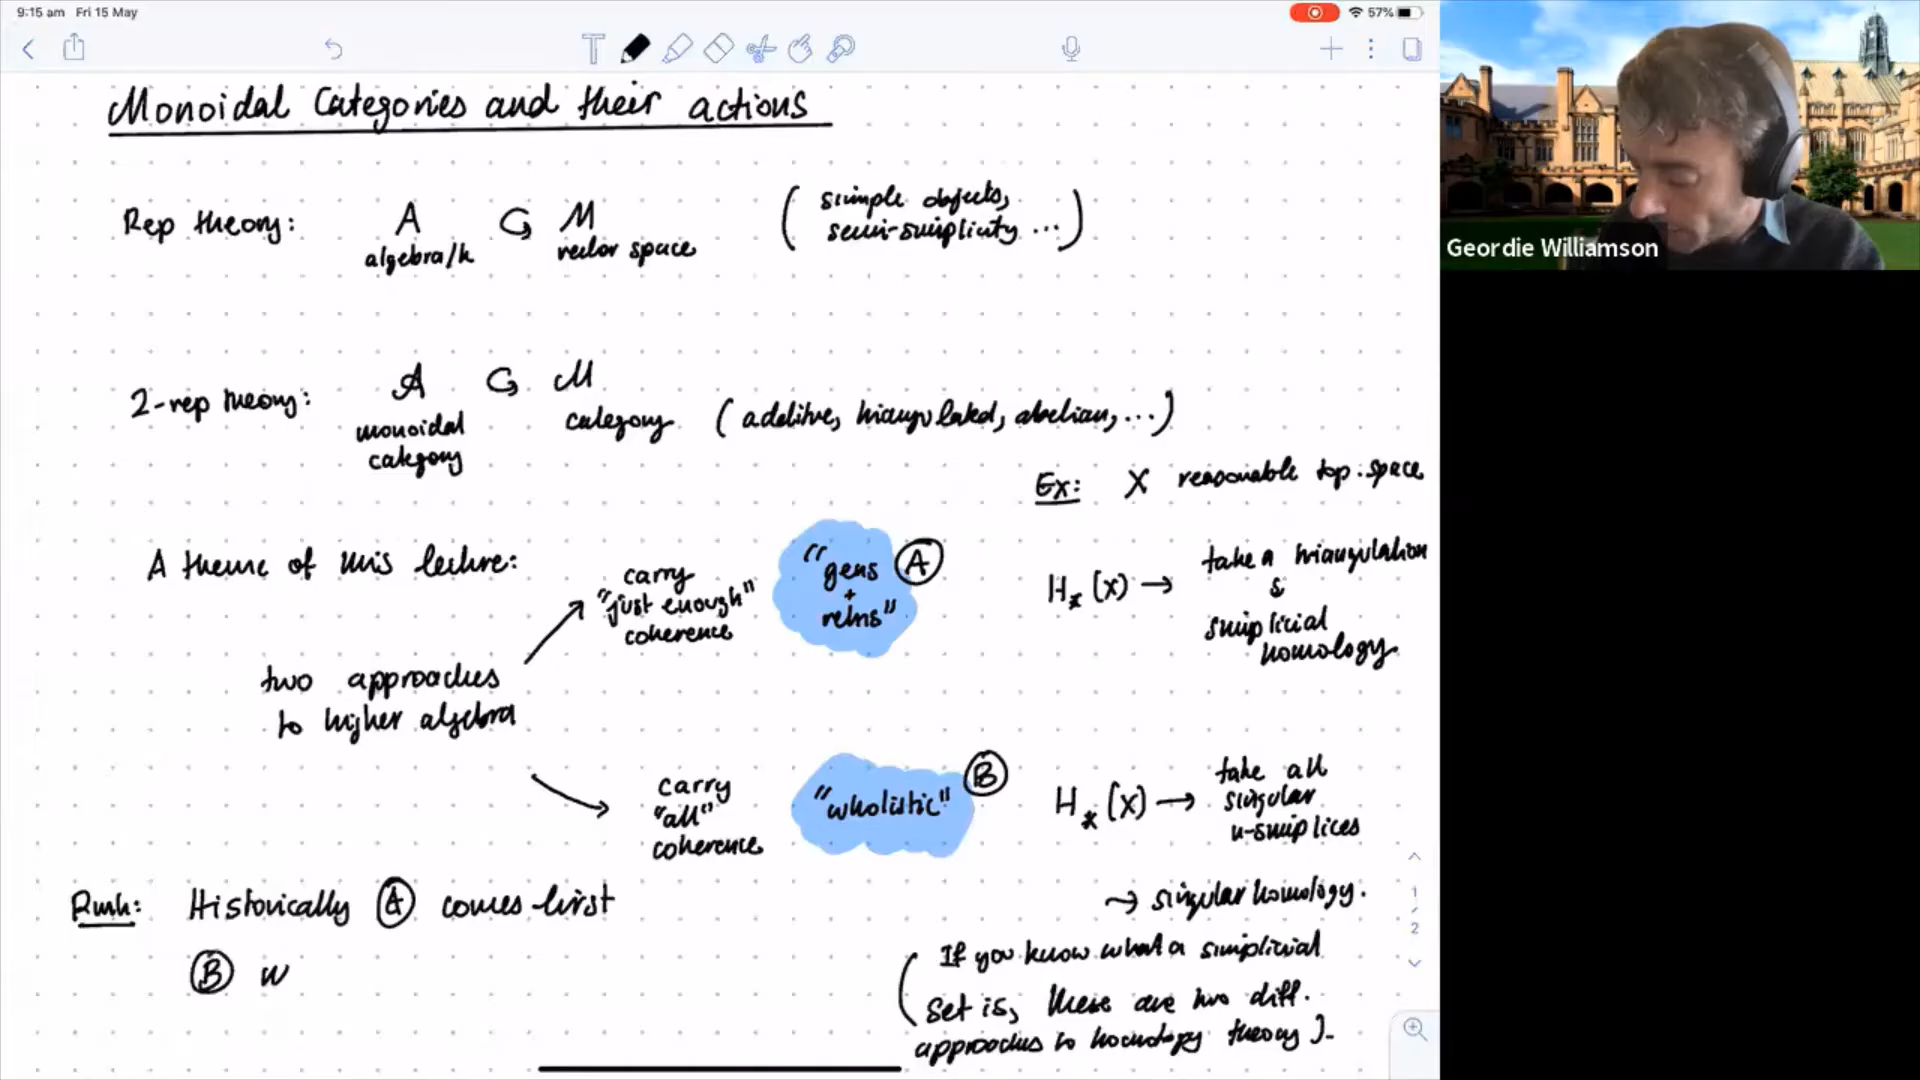 9:15 am Fri 15 May
57%
Monoidal Categories and their actions
Rep theory: A G M (simple objects,
algebra/k vector space semi-simplicity ...)
2-rep theory: A G M
monoidal category category (additive, triangulated, abelian, ...)
Ex: X reasonable top. space
A theme of this lecture:
carry "just enough" coherence
"gens + relns" A
H_*(X) → take a triangulation & simplicial homology
two approaches
to higher algebra
carry "all" coherence
"wholistic" B
H_*(X) → take all singular n-simplices
→ singular homology.
Rmk: Historically A comes first
B w
(If you know what a simplicial
set is, these are two diff.
approaches to homotopy theory).
Geordie Williamson
1
/
2